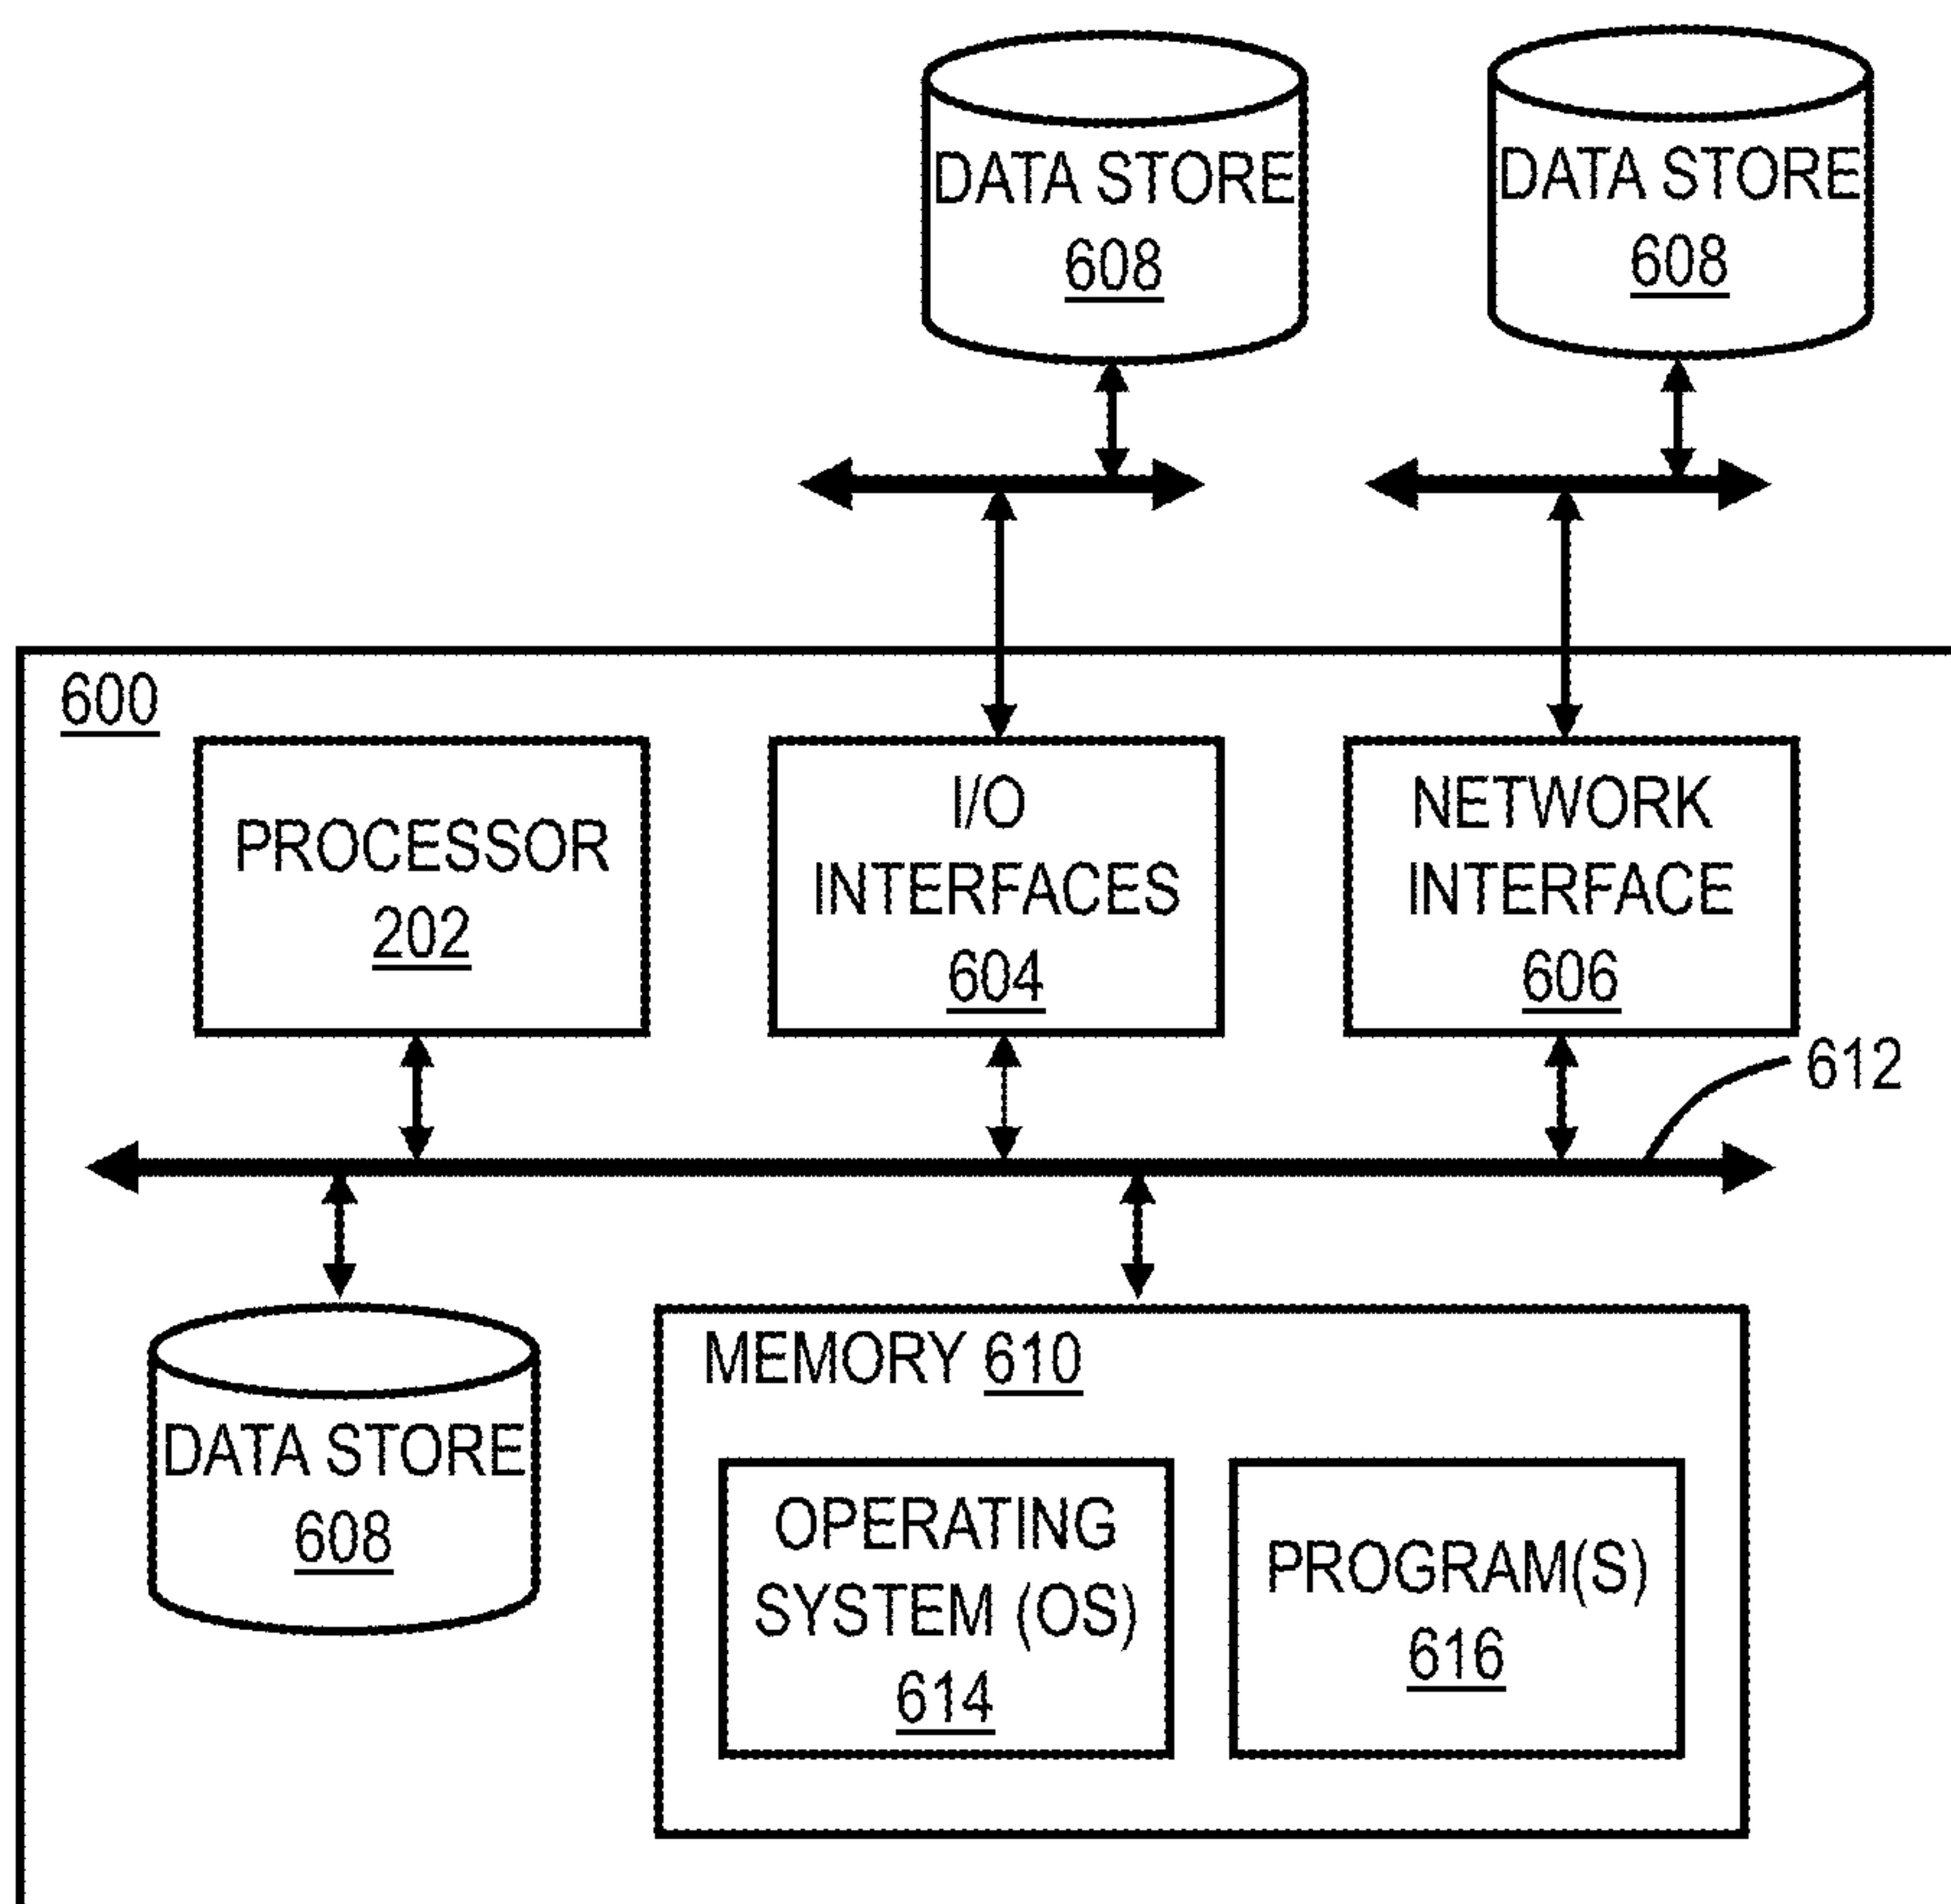 DATA STORE
608
DATA STORE
608
600
PROCESSOR
202
I/O
INTERFACES
604
NETWORK
INTERFACE
606
612
DATA STORE
608
MEMORY 610
OPERATING
SYSTEM (OS)
614
PROGRAM(S)
616